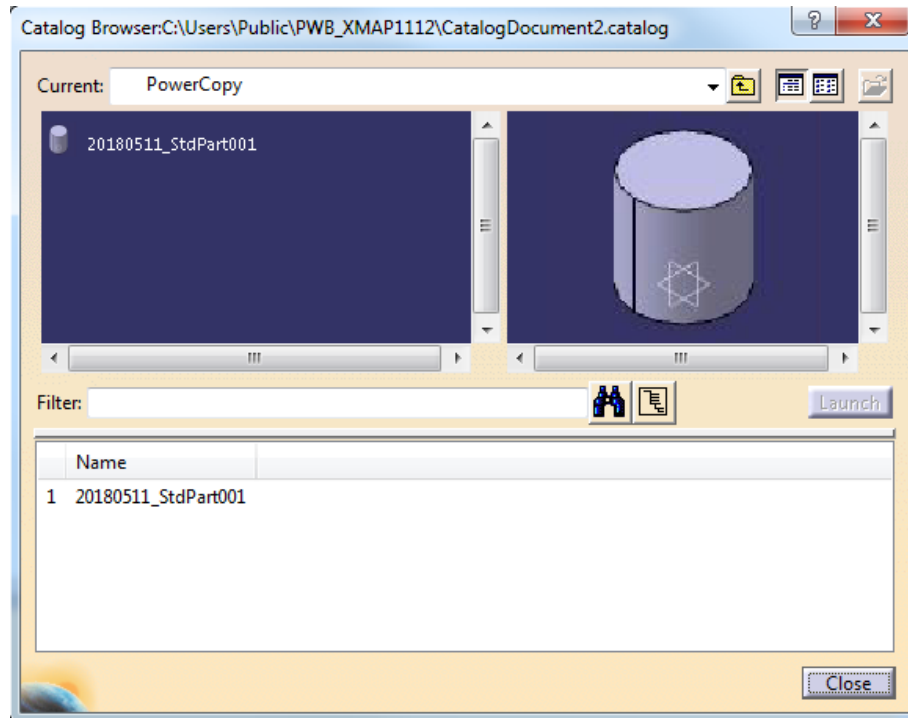 Catalog Browser:C:\Users\Public\PWB_XMAP1112\CatalogDocument2.catalog
Current: PowerCopy
20180511_StdPart001
Filter: Launch
Name
1 20180511_StdPart001
Close